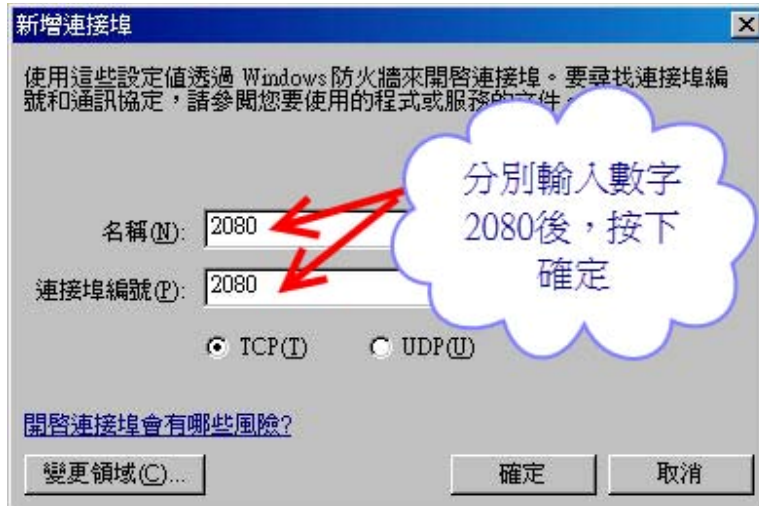 新增連接埠
使用這些設定值透過 Windows 防火牆來開啓連接埠。要尋找連接埠編
號和通訊協定，請參閱您要使用的程式或服務的文件。
分別輸入數字
2080後，按下
確定
名稱(N): 2080
連接埠編號(P): 2080
TCP(T) UDP(U)
開啓連接埠會有哪些風險?
變更領域(C)... 確定 取消